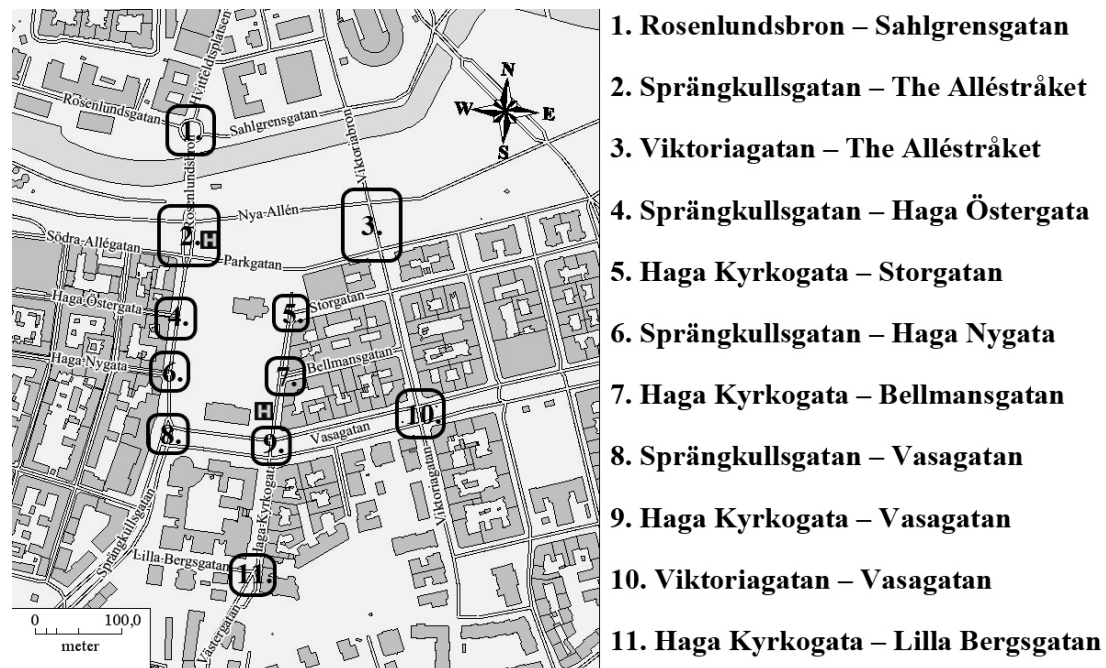 Hvitfeldtsplatsen
Rosenlundsgatan
1.
Sahlgrensgatan
Viktoriabron
N
W E
S
Rosenlundsbron
Nya Allén
2.
H
3.
Södra Allégatan
Parkgatan
Haga Östergata
4.
5.
Storgatan
Haga Nygata
6.
7.
Bellmansgatan
H
8.
9.
Vasagatan
10.
Sprängkullsgatan
Haga Kyrkogata
Viktoriagatan
Lilla Bergsgatan
11.
Västergatan
0 100,0
meter
1. Rosenlundsbron – Sahlgrensgatan
2. Sprängkullsgatan – The Alléstråket
3. Viktoriagatan – The Alléstråket
4. Sprängkullsgatan – Haga Östergata
5. Haga Kyrkogata – Storgatan
6. Sprängkullsgatan – Haga Nygata
7. Haga Kyrkogata – Bellmansgatan
8. Sprängkullsgatan – Vasagatan
9. Haga Kyrkogata – Vasagatan
10. Viktoriagatan – Vasagatan
11. Haga Kyrkogata – Lilla Bergsgatan